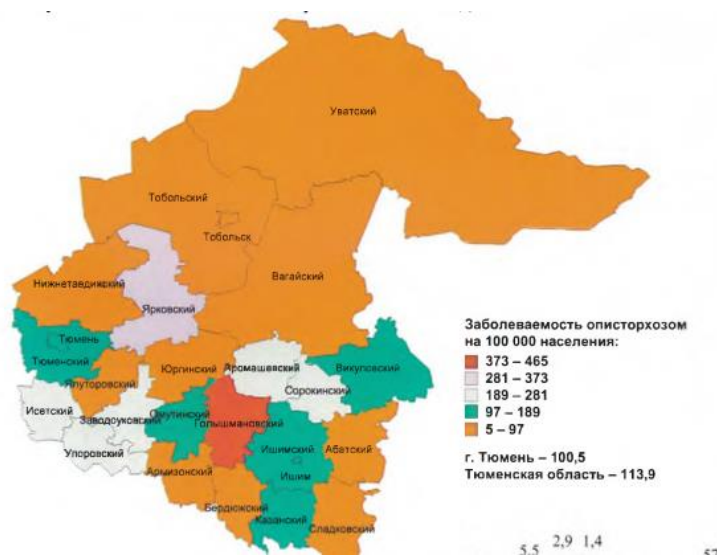 Уватский
Тобольский
Тобольск
Вагайский
Нижнетавдиявский
Ярковский
Тюмень
Тюменский
Юргинский
Аромашевский
Викуловский
Ялуторовский
Сорокинский
Исетский
Заводоуковский
Омутинский
Голышмановский
Упоровский
Ишимский
Абатский
Ишим
Армизонский
Бердюжский
Казанский
Сладковский
Заболеваемость описторхозом
на 100 000 населения:
373 – 465
281 – 373
189 – 281
97 – 189
5 – 97
г. Тюмень – 100,5
Тюменская область – 113,9
5,5 2,9 1,4